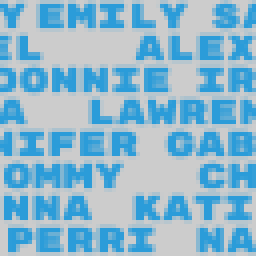 Y EMILY SA
EL ALEX
DONNIE IR
A LAWREN
NIFER GAB
OMMY CH
NNA KATI
PERRI NA